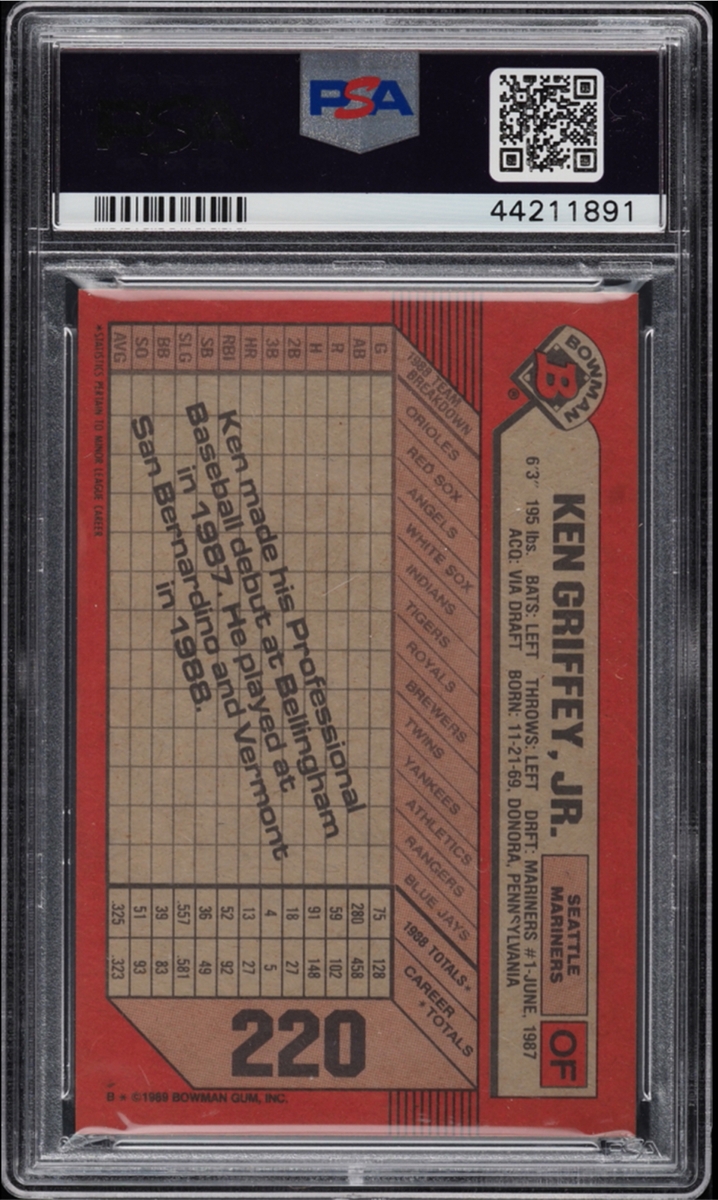 PSA
44211891
BOWMAN
B
®
KEN GRIFFEY, JR.
SEATTLE
MARINERS
OF
6'3" 195 lbs. BATS: LEFT THROWS: LEFT DRFT: MARINERS #1-JUNE, 1987
ACQ: VIA DRAFT BORN: 11-21-69, DONORA, PENNSYLVANIA
1988 TEAM
BREAKDOWN
ORIOLES
RED SOX
ANGELS
WHITE SOX
INDIANS
TIGERS
ROYALS
BREWERS
TWINS
YANKEES
ATHLETICS
RANGERS
BLUE JAYS
1988 TOTALS*
CAREER
*TOTALS
G 75 128
AB 280 458
R 59 102
H 91 148
2B 18 27
3B 4 5
HR 13 27
RBI 52 92
SB 36 49
SLG .557 .581
BB 39 83
SO 51 93
AVG .325 .323
Ken made his Professional
Baseball debut at Bellingham
in 1987. He played at
San Bernardino and Vermont
in 1988.
220
*STATISTICS PERTAIN TO MINOR LEAGUE CAREER
B * ©1989 BOWMAN GUM, INC.